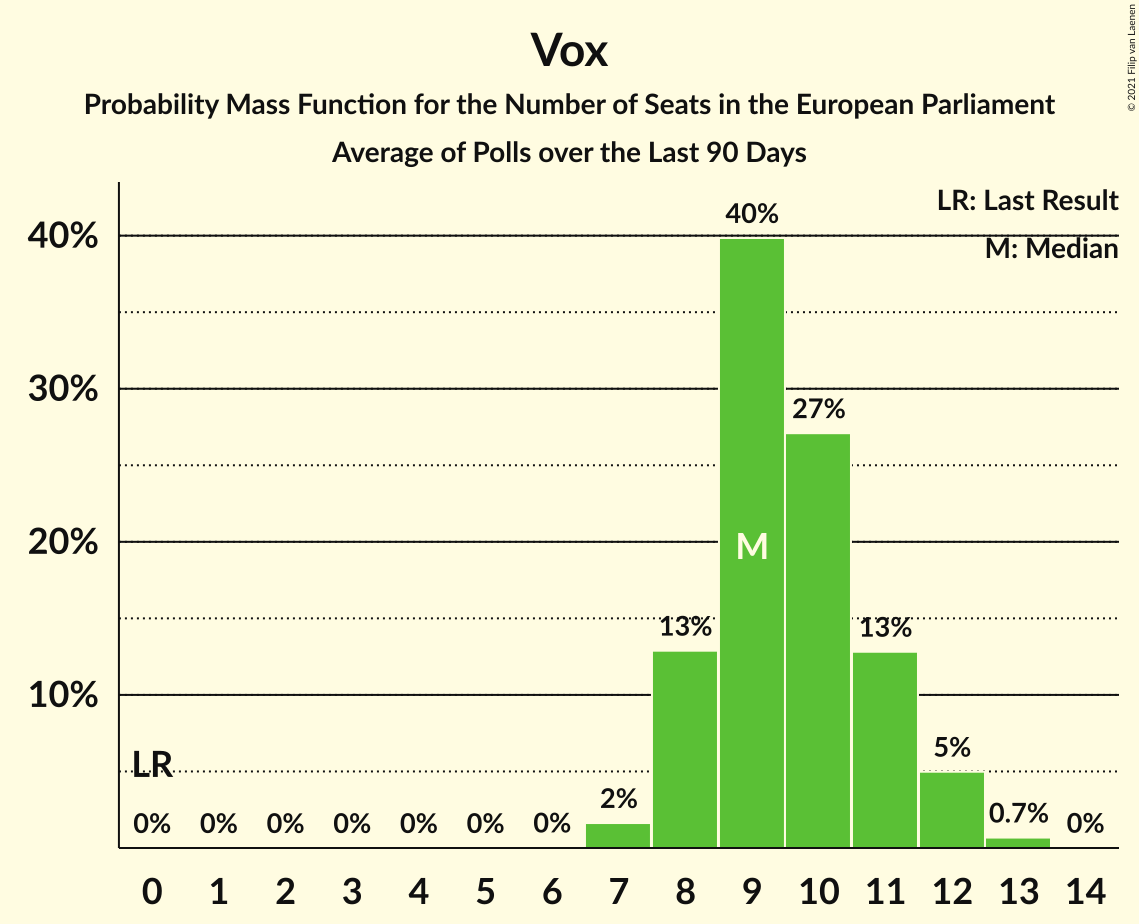 Vox
Probability Mass Function for the Number of Seats in the European Parliament
Average of Polls over the Last 90 Days
© 2021 Filip van Laenen
LR: Last Result
M: Median
40%
30%
20%
10%
LR
0% 0% 0% 0% 0% 0% 0% 2% 13% 40% 27% 13% 5% 0.7% 0%
M
0 1 2 3 4 5 6 7 8 9 10 11 12 13 14